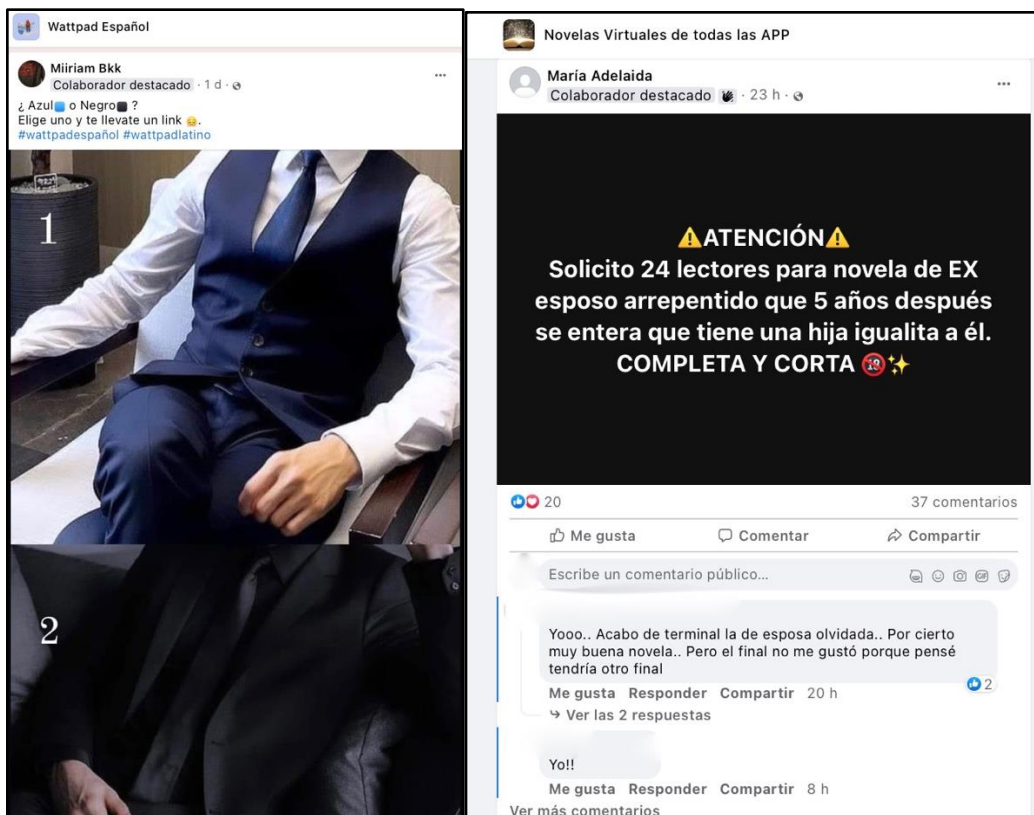 Wattpad Español
Miiriam Bkk
Colaborador destacado · 1 d ·
¿ Azul🟦 o Negro⬛ ?
Elige uno y te llevate un link 😊.
#wattpadespañol #wattpadlatino
1
2
Novelas Virtuales de todas las APP
María Adelaida
Colaborador destacado 👋 · 23 h ·
⚠️ATENCIÓN⚠️
Solicito 24 lectores para novela de EX
esposo arrepentido que 5 años después
se entera que tiene una hija igualita a él.
COMPLETA Y CORTA 🔞✨
20
37 comentarios
Me gusta
Comentar
Compartir
Escribe un comentario público...
GIF
Yooo.. Acabo de terminal la de esposa olvidada.. Por cierto
muy buena novela.. Pero el final no me gustó porque pensé
tendría otro final
2
Me gusta Responder Compartir 20 h
Ver las 2 respuestas
Yo!!
Me gusta Responder Compartir 8 h
Ver más comentarios